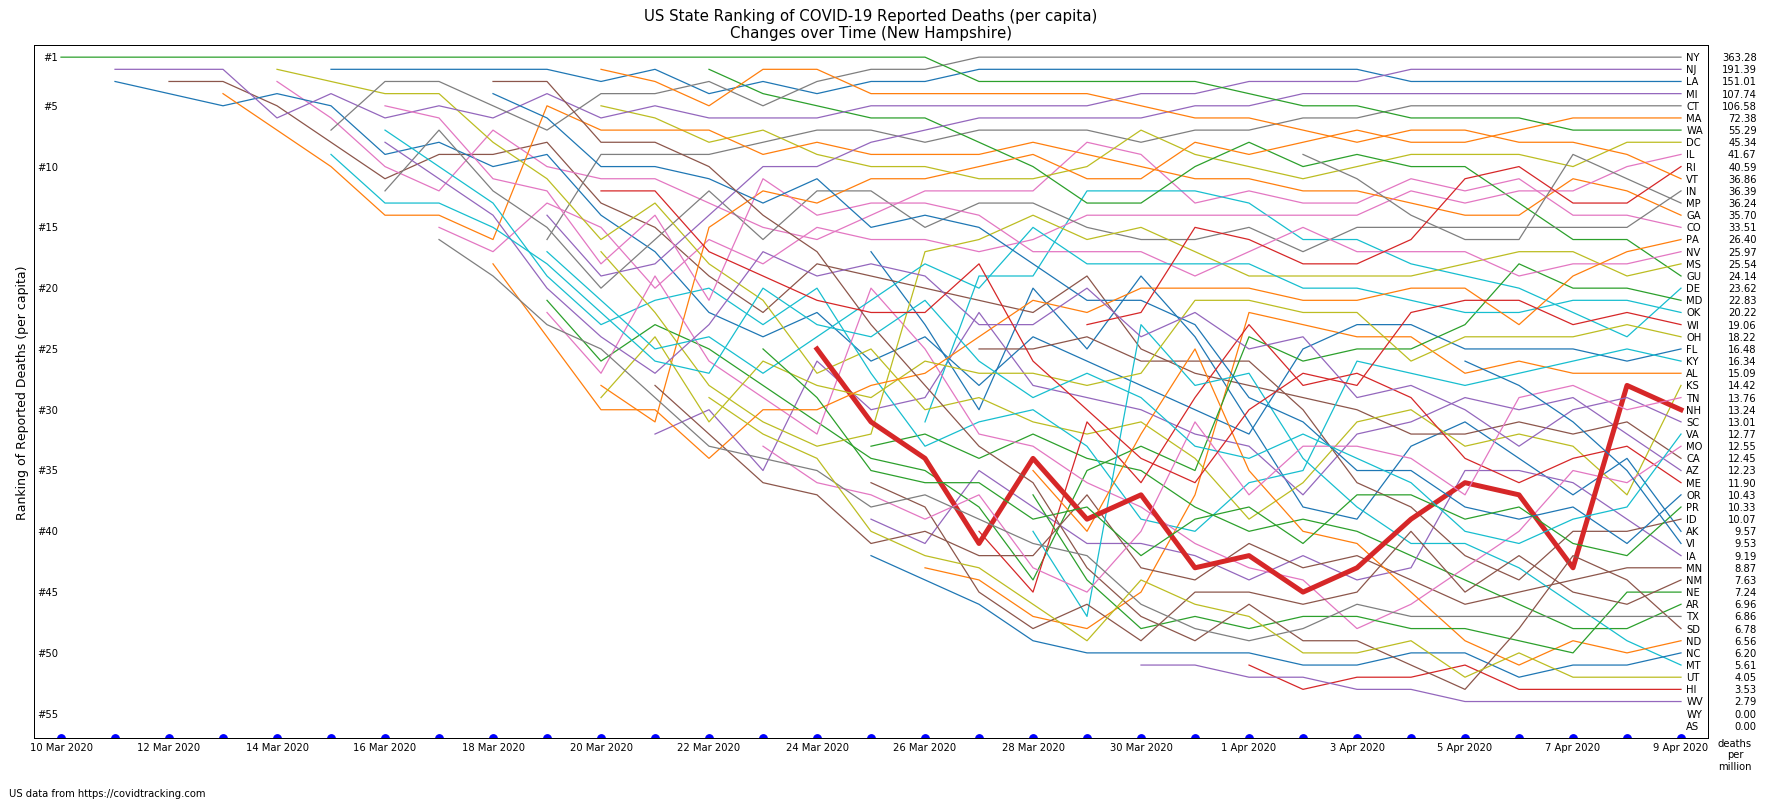 US State Ranking of COVID-19 Reported Deaths (per capita)
Changes over Time (New Hampshire)
Ranking of Reported Deaths (per capita)
#1
#5
#10
#15
#20
#25
#30
#35
#40
#45
#50
#55
NY 363.28
NJ 191.39
LA 151.01
MI 107.74
CT 106.58
MA 72.38
WA 55.29
DC 45.34
IL 41.67
RI 40.59
VT 36.86
IN 36.39
MP 36.24
GA 35.70
CO 33.51
PA 26.40
NV 25.97
MS 25.54
GU 24.14
DE 23.62
MD 22.83
OK 20.22
WI 19.06
OH 18.22
FL 16.48
KY 16.34
AL 15.09
KS 14.42
TN 13.76
NH 13.24
SC 13.01
VA 12.77
MO 12.55
CA 12.45
AZ 12.23
ME 11.90
OR 10.43
PR 10.33
ID 10.07
AK 9.57
VI 9.53
IA 9.19
MN 8.87
NM 7.63
NE 7.24
AR 6.96
TX 6.86
SD 6.78
ND 6.56
NC 6.20
MT 5.61
UT 4.05
HI 3.53
WV 2.79
WY 0.00
AS 0.00
10 Mar 2020 12 Mar 2020 14 Mar 2020 16 Mar 2020 18 Mar 2020 20 Mar 2020 22 Mar 2020 24 Mar 2020 26 Mar 2020 28 Mar 2020 30 Mar 2020 1 Apr 2020 3 Apr 2020 5 Apr 2020 7 Apr 2020 9 Apr 2020
deaths
per
million
US data from https://covidtracking.com